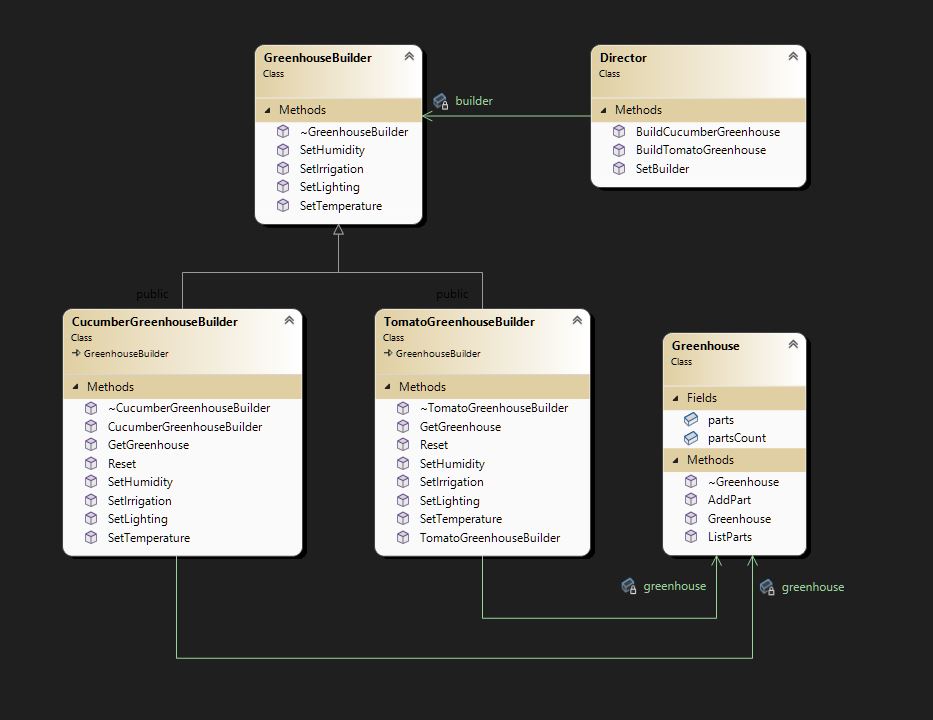 GreenhouseBuilder
Class
Methods
~GreenhouseBuilder
SetHumidity
SetIrrigation
SetLighting
SetTemperature
builder
Director
Class
Methods
BuildCucumberGreenhouse
BuildTomatoGreenhouse
SetBuilder
public
public
CucumberGreenhouseBuilder
Class
GreenhouseBuilder
Methods
~CucumberGreenhouseBuilder
CucumberGreenhouseBuilder
GetGreenhouse
Reset
SetHumidity
SetIrrigation
SetLighting
SetTemperature
TomatoGreenhouseBuilder
Class
GreenhouseBuilder
Methods
~TomatoGreenhouseBuilder
GetGreenhouse
Reset
SetHumidity
SetIrrigation
SetLighting
SetTemperature
TomatoGreenhouseBuilder
Greenhouse
Class
Fields
parts
partsCount
Methods
~Greenhouse
AddPart
Greenhouse
ListParts
greenhouse
greenhouse